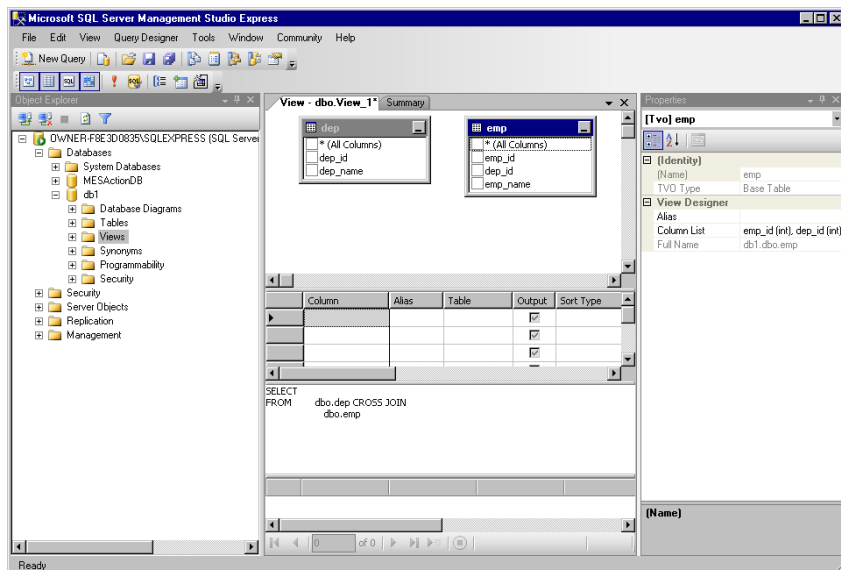 Microsoft SQL Server Management Studio Express
File Edit View Query Designer Tools Window Community Help
New Query
Object Explorer
OWNER-F8E3D0835\SQLEXPRESS (SQL Server
Databases
System Databases
MESActionDB
db1
Database Diagrams
Tables
Views
Synonyms
Programmability
Security
Security
Server Objects
Replication
Management
View - dbo.View_1* Summary
dep
* (All Columns)
dep_id
dep_name
emp
* (All Columns)
emp_id
dep_id
emp_name
Column Alias Table Output Sort Type
SELECT
FROM dbo.dep CROSS JOIN
dbo.emp
0 of 0
Properties
[Tvo] emp
(Identity)
(Name) emp
TVO Type Base Table
View Designer
Alias
Column List emp_id (int), dep_id (int)
Full Name db1.dbo.emp
(Name)
Ready